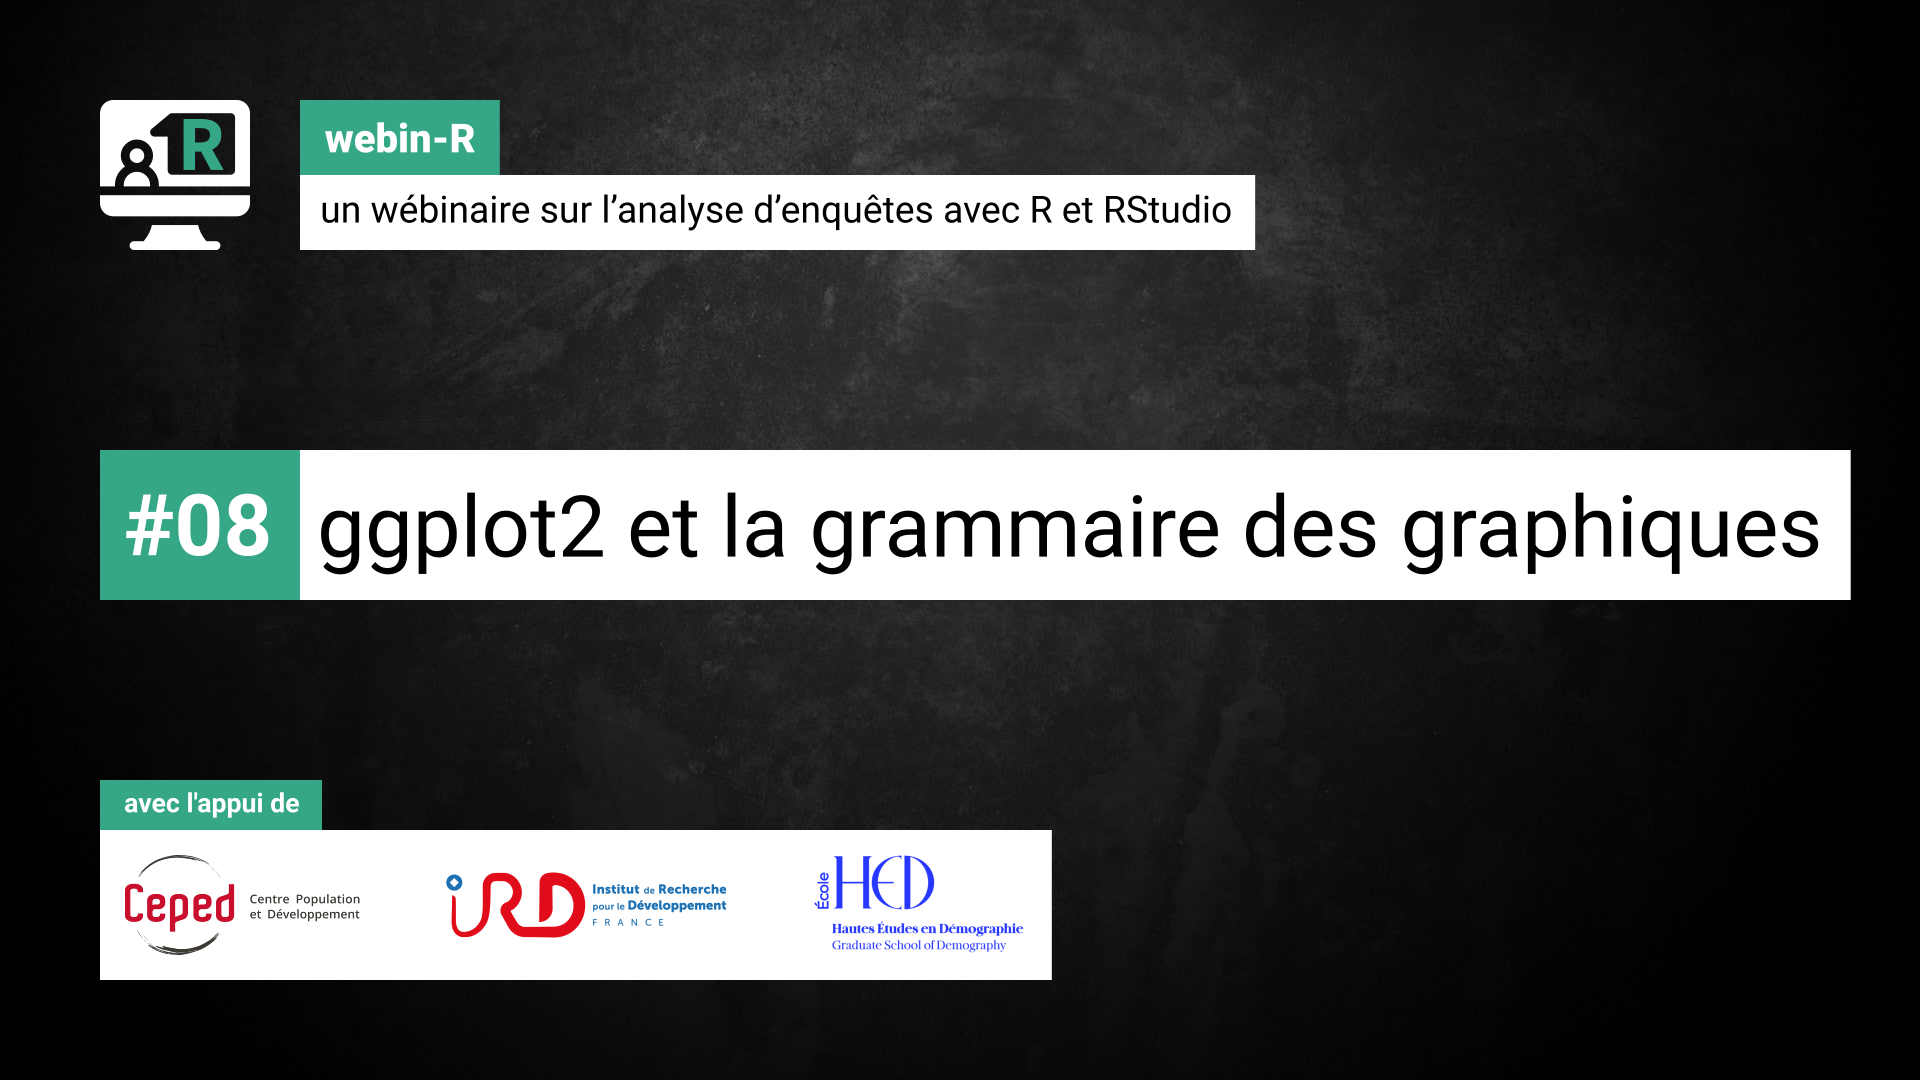 R
webin-R
un wébinaire sur l’analyse d’enquêtes avec R et RStudio
#08 ggplot2 et la grammaire des graphiques
avec l'appui de
Ceped
Centre Population
et Développement
IRD
Institut de Recherche
pour le Développement
FRANCE
École HED
Hautes Études en Démographie
Graduate School of Demography